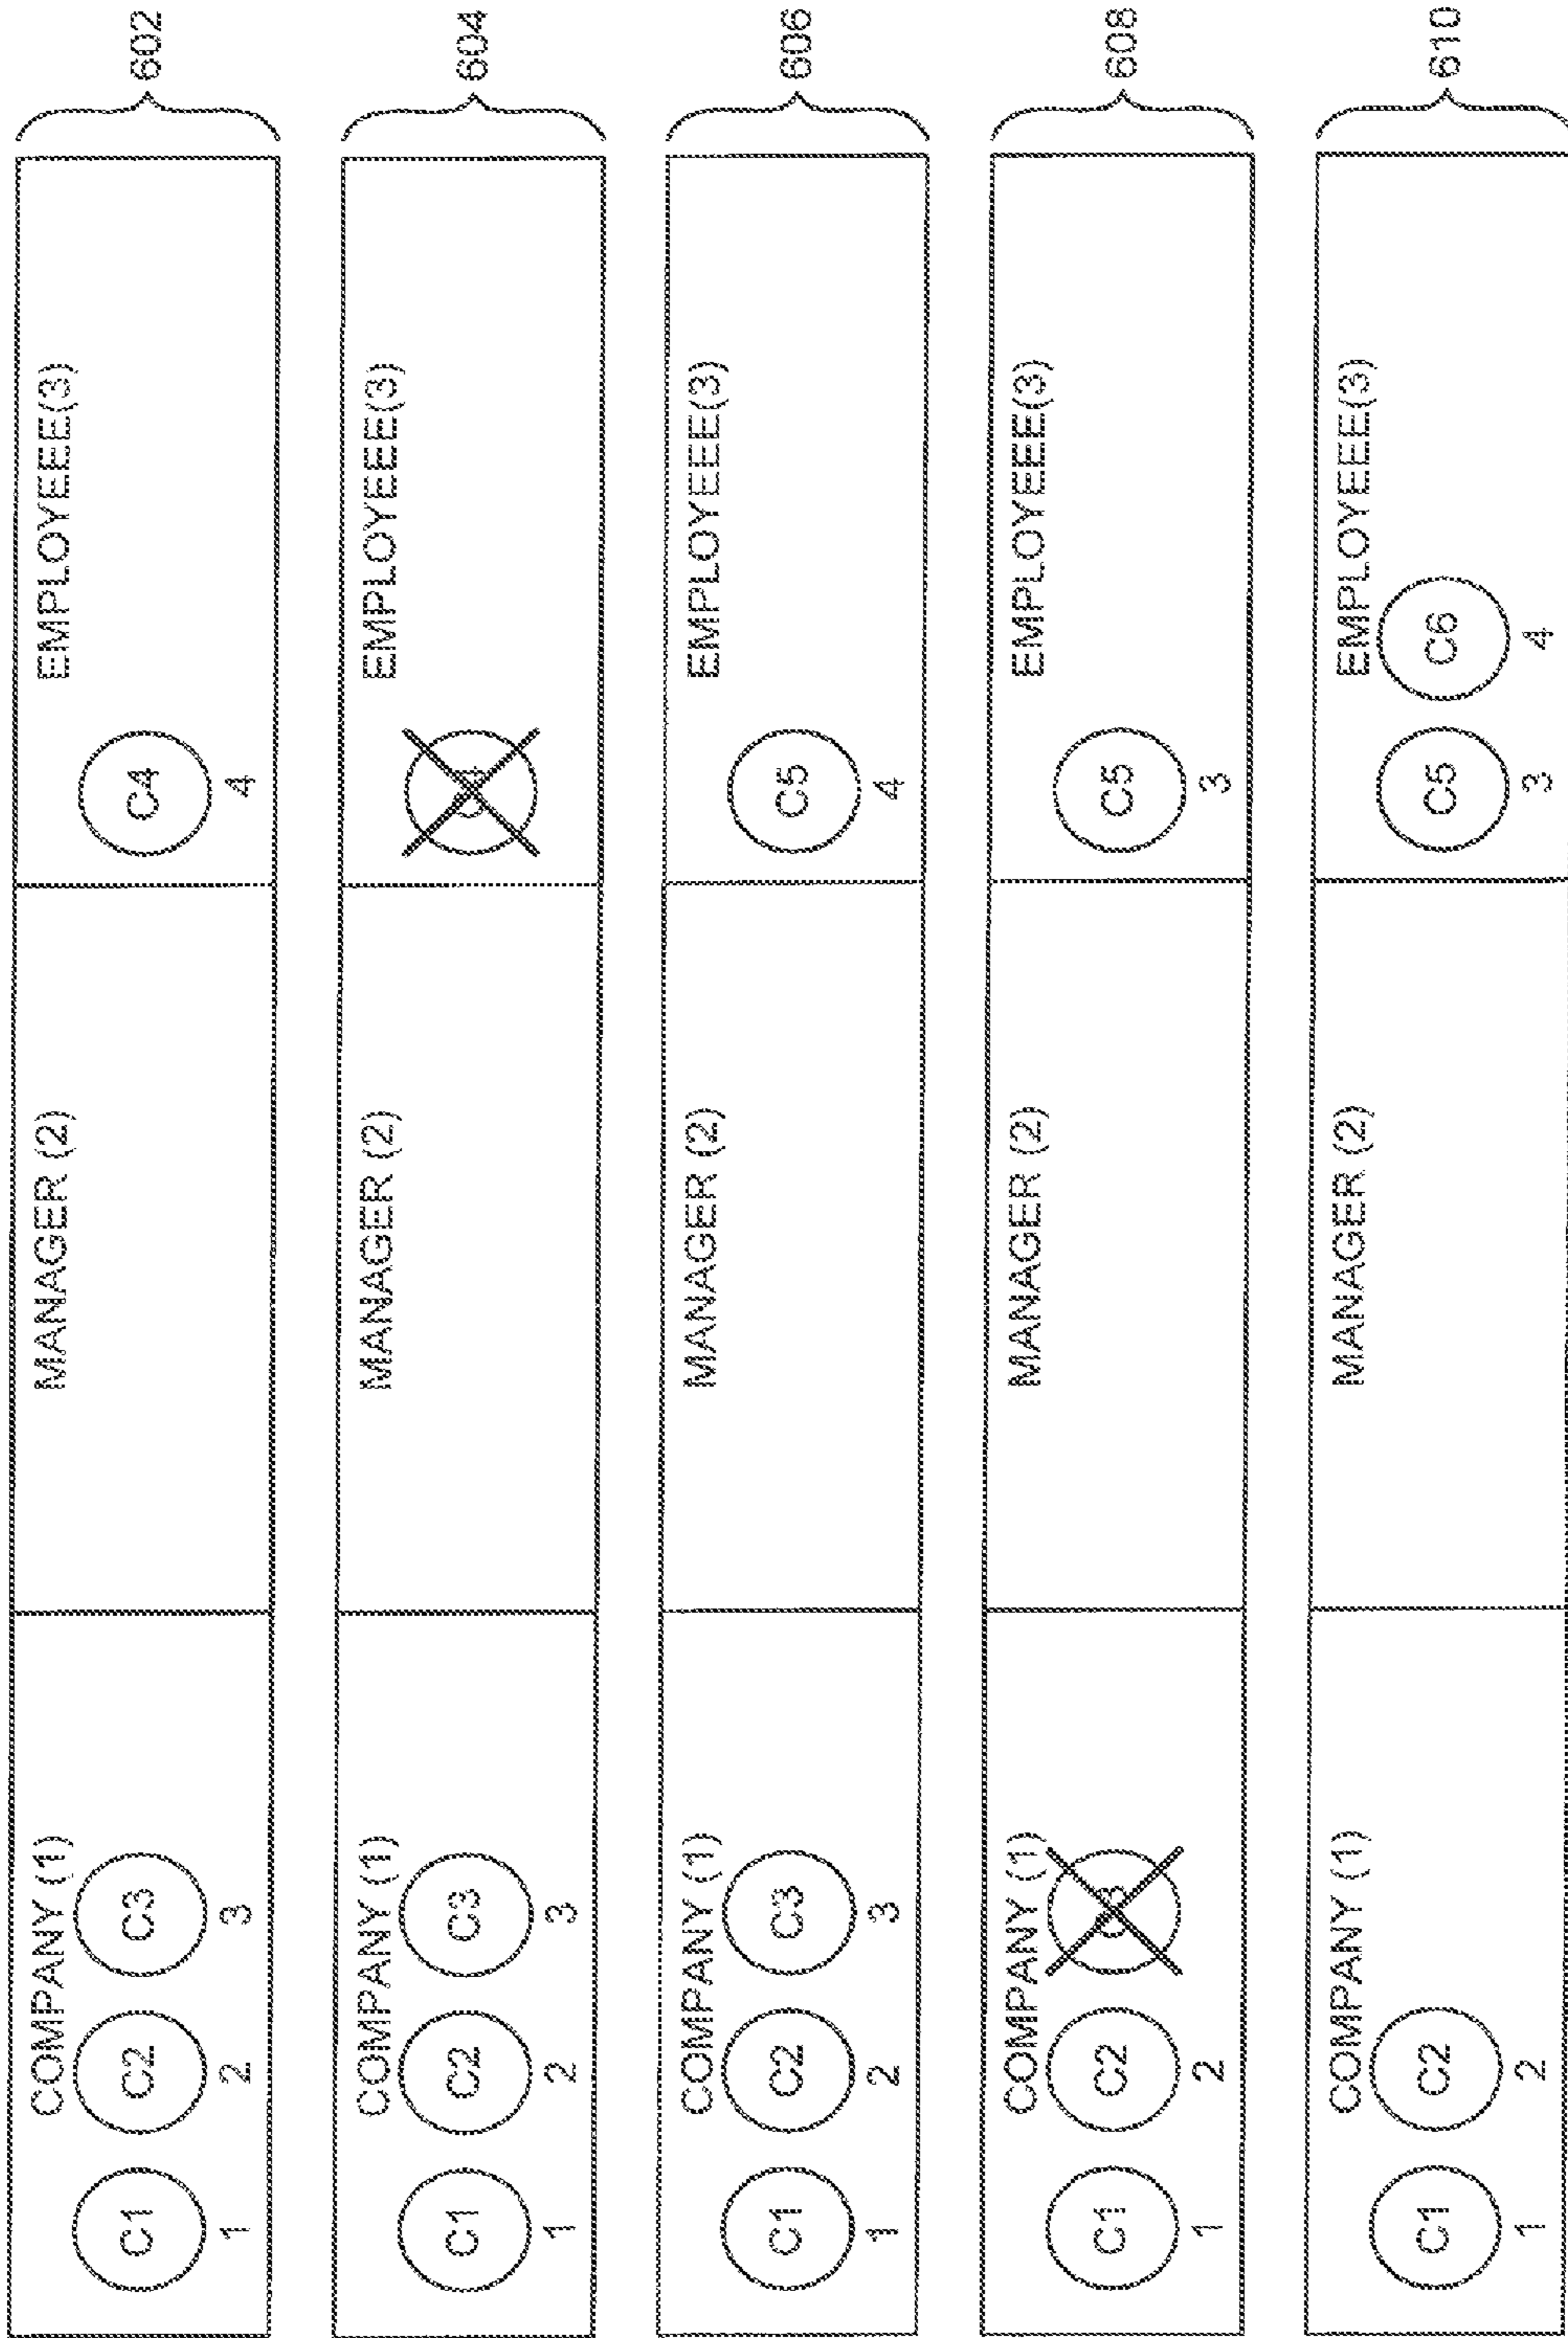 COMPANY (1) MANAGER (2) EMPLOYEEE(3)
C1 C2 C3 C4
1 2 3 4
602
COMPANY (1) MANAGER (2) EMPLOYEEE(3)
C1 C2 C3 C4
1 2 3
604
COMPANY (1) MANAGER (2) EMPLOYEEE(3)
C1 C2 C3 C5
1 2 3 4
606
COMPANY (1) MANAGER (2) EMPLOYEEE(3)
C1 C2 C3 C5
1 2 3
608
COMPANY (1) MANAGER (2) EMPLOYEEE(3)
C1 C2 C5 C6
1 2 3 4
610